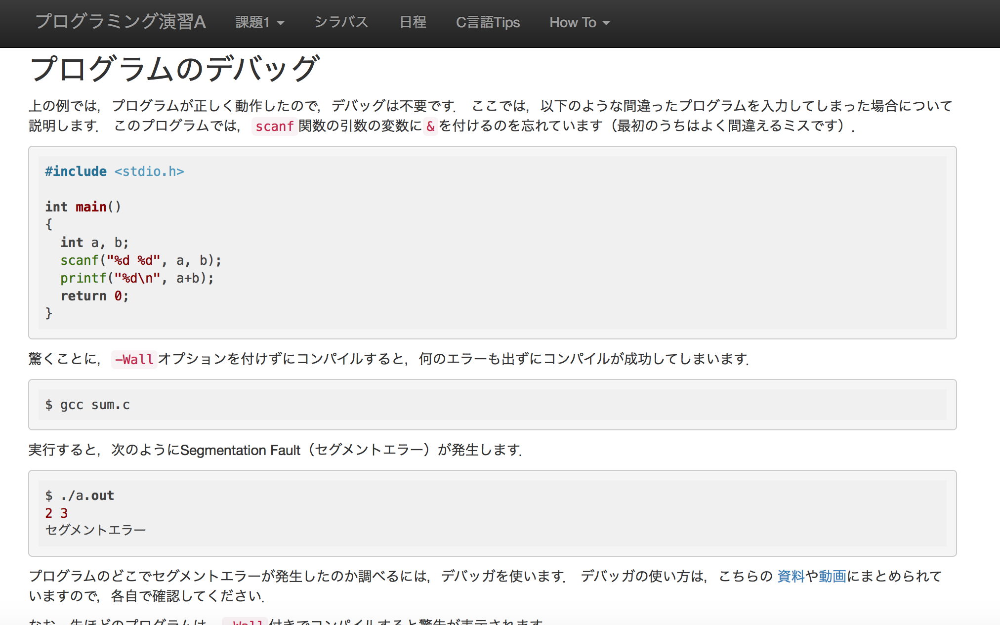 プログラミング演習A 課題1 シラバス 日程 C言語Tips How To
プログラムのデバッグ
上の例では，プログラムが正しく動作したので，デバッグは不要です． ここでは，以下のような間違ったプログラムを入力してしまった場合について
説明します． このプログラムでは， scanf 関数の引数の変数に & を付けるのを忘れています（最初のうちはよく間違えるミスです）．
#include <stdio.h>
int main()
{
  int a, b;
  scanf("%d %d", a, b);
  printf("%d\n", a+b);
  return 0;
}
驚くことに， -Wall オプションを付けずにコンパイルすると，何のエラーも出ずにコンパイルが成功してしまいます．
$ gcc sum.c
実行すると，次のようにSegmentation Fault（セグメントエラー）が発生します．
$ ./a.out
2 3
セグメントエラー
プログラムのどこでセグメントエラーが発生したのか調べるには，デバッガを使います． デバッガの使い方は，こちらの 資料や動画にまとめられて
いますので，各自で確認してください．
なお，先ほどのプログラムは， -Wall 付きでコンパイルすると警告が表示されます．